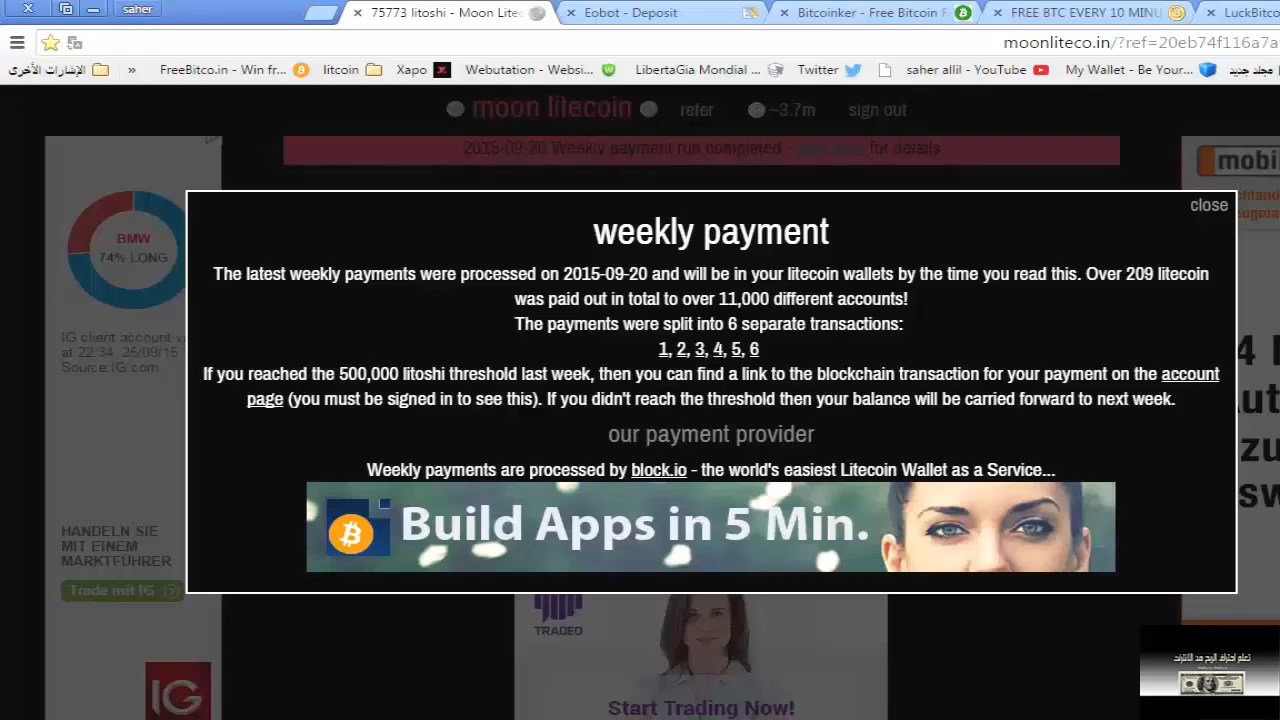 saher
75773 litoshi - Moon Litec
Eobot - Deposit
Bitcoinker - Free Bitcoin F
FREE BTC EVERY 10 MINU
LuckBitco
moonliteco.in/?ref=20eb74f116a7a
الإشارات الأخرى
»
FreeBitco.in - Win fr...
litcoin
Xapo
Webutation - Websi...
LibertaGia Mondial ...
Twitter
saher allil - YouTube
My Wallet - Be Your...
مجلد جديد
moon litecoin
refer
~3.7m
sign out
2015-09-20 Weekly payment run completed - for details
mobil
close
weekly payment
The latest weekly payments were processed on 2015-09-20 and will be in your litecoin wallets by the time you read this. Over 209 litecoin
was paid out in total to over 11,000 different accounts!
The payments were split into 6 separate transactions:
1, 2, 3, 4, 5, 6
If you reached the 500,000 litoshi threshold last week, then you can find a link to the blockchain transaction for your payment on the account
page (you must be signed in to see this). If you didn't reach the threshold then your balance will be carried forward to next week.
our payment provider
Weekly payments are processed by block.io - the world's easiest Litecoin Wallet as a Service...
Build Apps in 5 Min.
BMW
74% LONG
IG client account
at 22:34, 25/09/15
Source:IG.com
HANDELN SIE
MIT EINEM
MARKTFÜHRER
Trade mit IG
IG
TRADEO
Start Trading Now!
تعلم احتراف الربح مد الانترنت